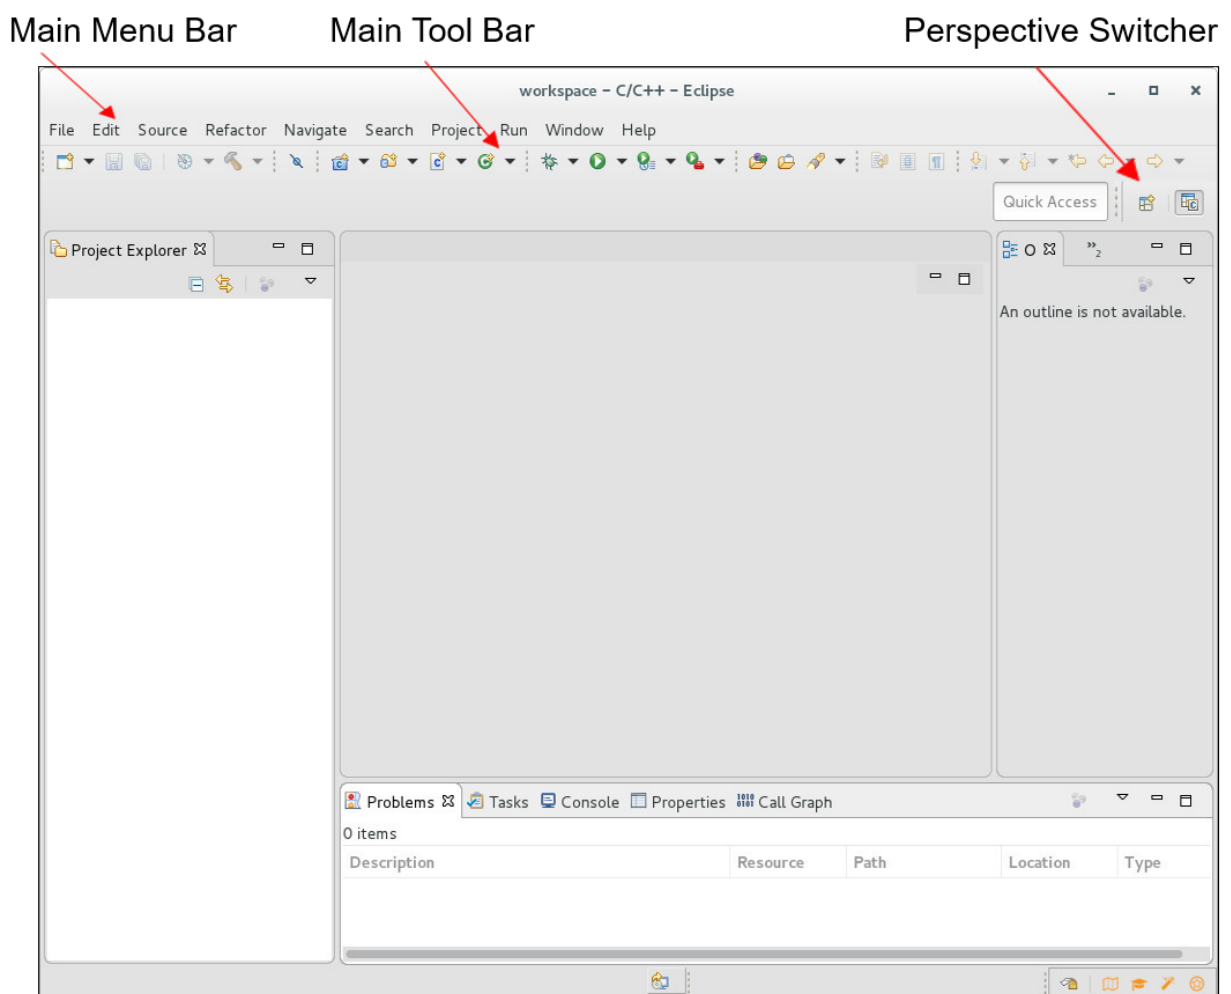 Main Menu Bar Main Tool Bar Perspective Switcher
workspace – C/C++ – Eclipse
File Edit Source Refactor Navigate Search Project Run Window Help
Quick Access
Project Explorer
O
»2
An outline is not available.
Problems Tasks Console Properties Call Graph
0 items
Description Resource Path Location Type